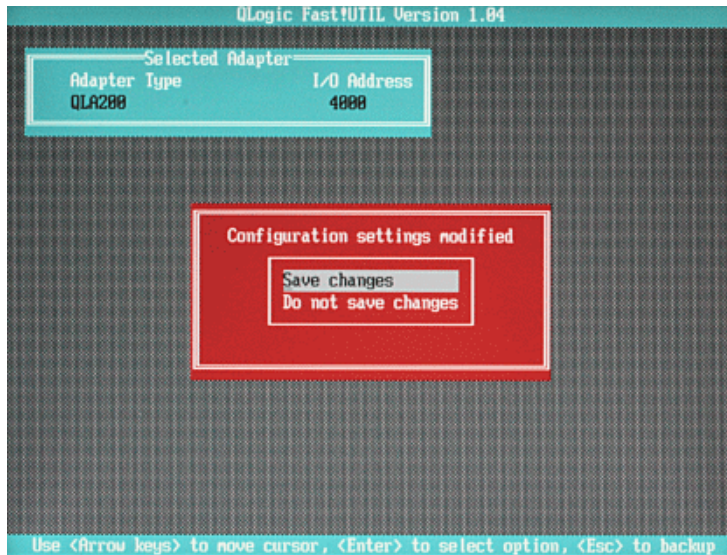 QLogic Fast!UTIL Version 1.04
Selected Adapter
Adapter Type I/O Address
QLA200 4000
Configuration settings modified
Save changes
Do not save changes
Use <Arrow keys> to move cursor, <Enter> to select option, <Esc> to backup